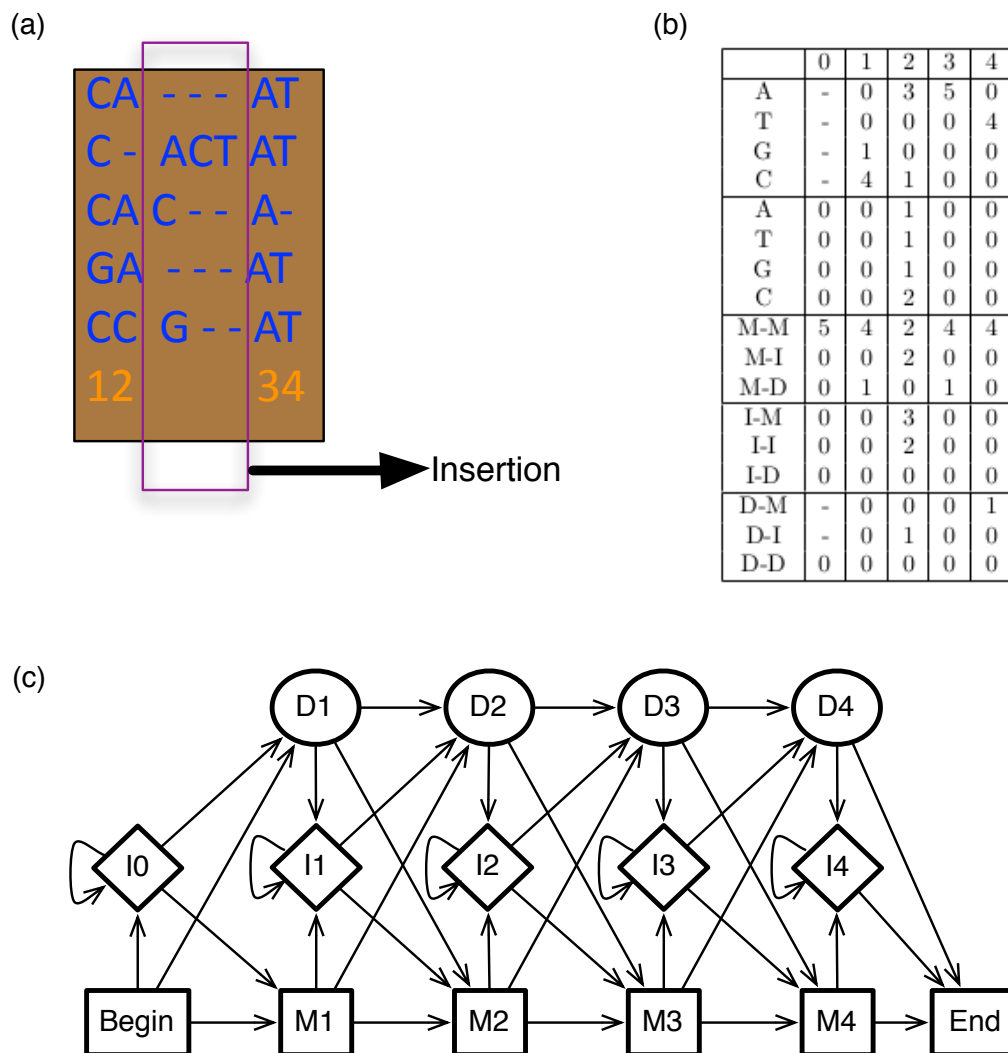 (a)
CA - - - AT
C - ACT AT
CA C - - A-
GA - - - AT
CC G - - AT
12 34
Insertion
(b)
0 1 2 3 4
A - 0 3 5 0
T - 0 0 0 4
G - 1 0 0 0
C - 4 1 0 0
A 0 0 1 0 0
T 0 0 1 0 0
G 0 0 1 0 0
C 0 0 2 0 0
M-M 5 4 2 4 4
M-I 0 0 2 0 0
M-D 0 1 0 1 0
I-M 0 0 3 0 0
I-I 0 0 2 0 0
I-D 0 0 0 0 0
D-M - 0 0 0 1
D-I - 0 1 0 0
D-D 0 0 0 0 0
(c)
D1 D2 D3 D4
I0 I1 I2 I3 I4
Begin M1 M2 M3 M4 End